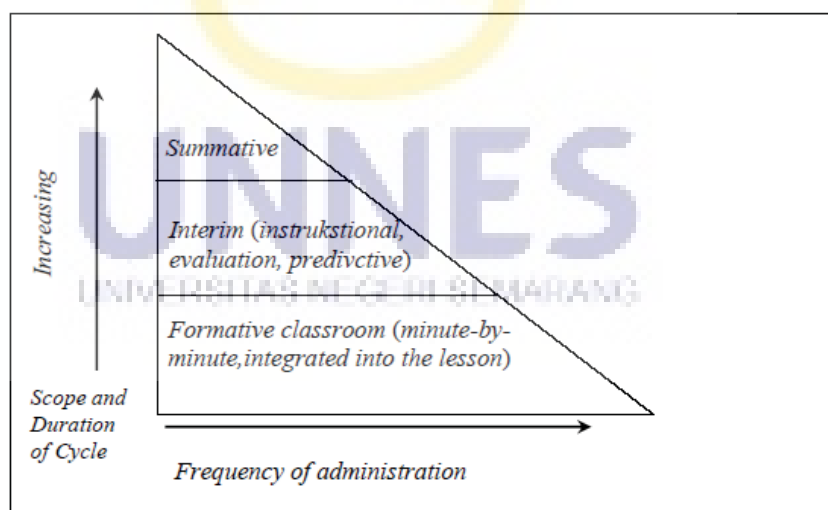 Summative
Increasing
Interim (instrukstional,
evaluation, predivctive)
Formative classroom (minute-by-
minute,integrated into the lesson)
Scope and
Duration
of Cycle
Frequency of administration
UNNES
UNIVERSITAS NEGERI SEMARANG